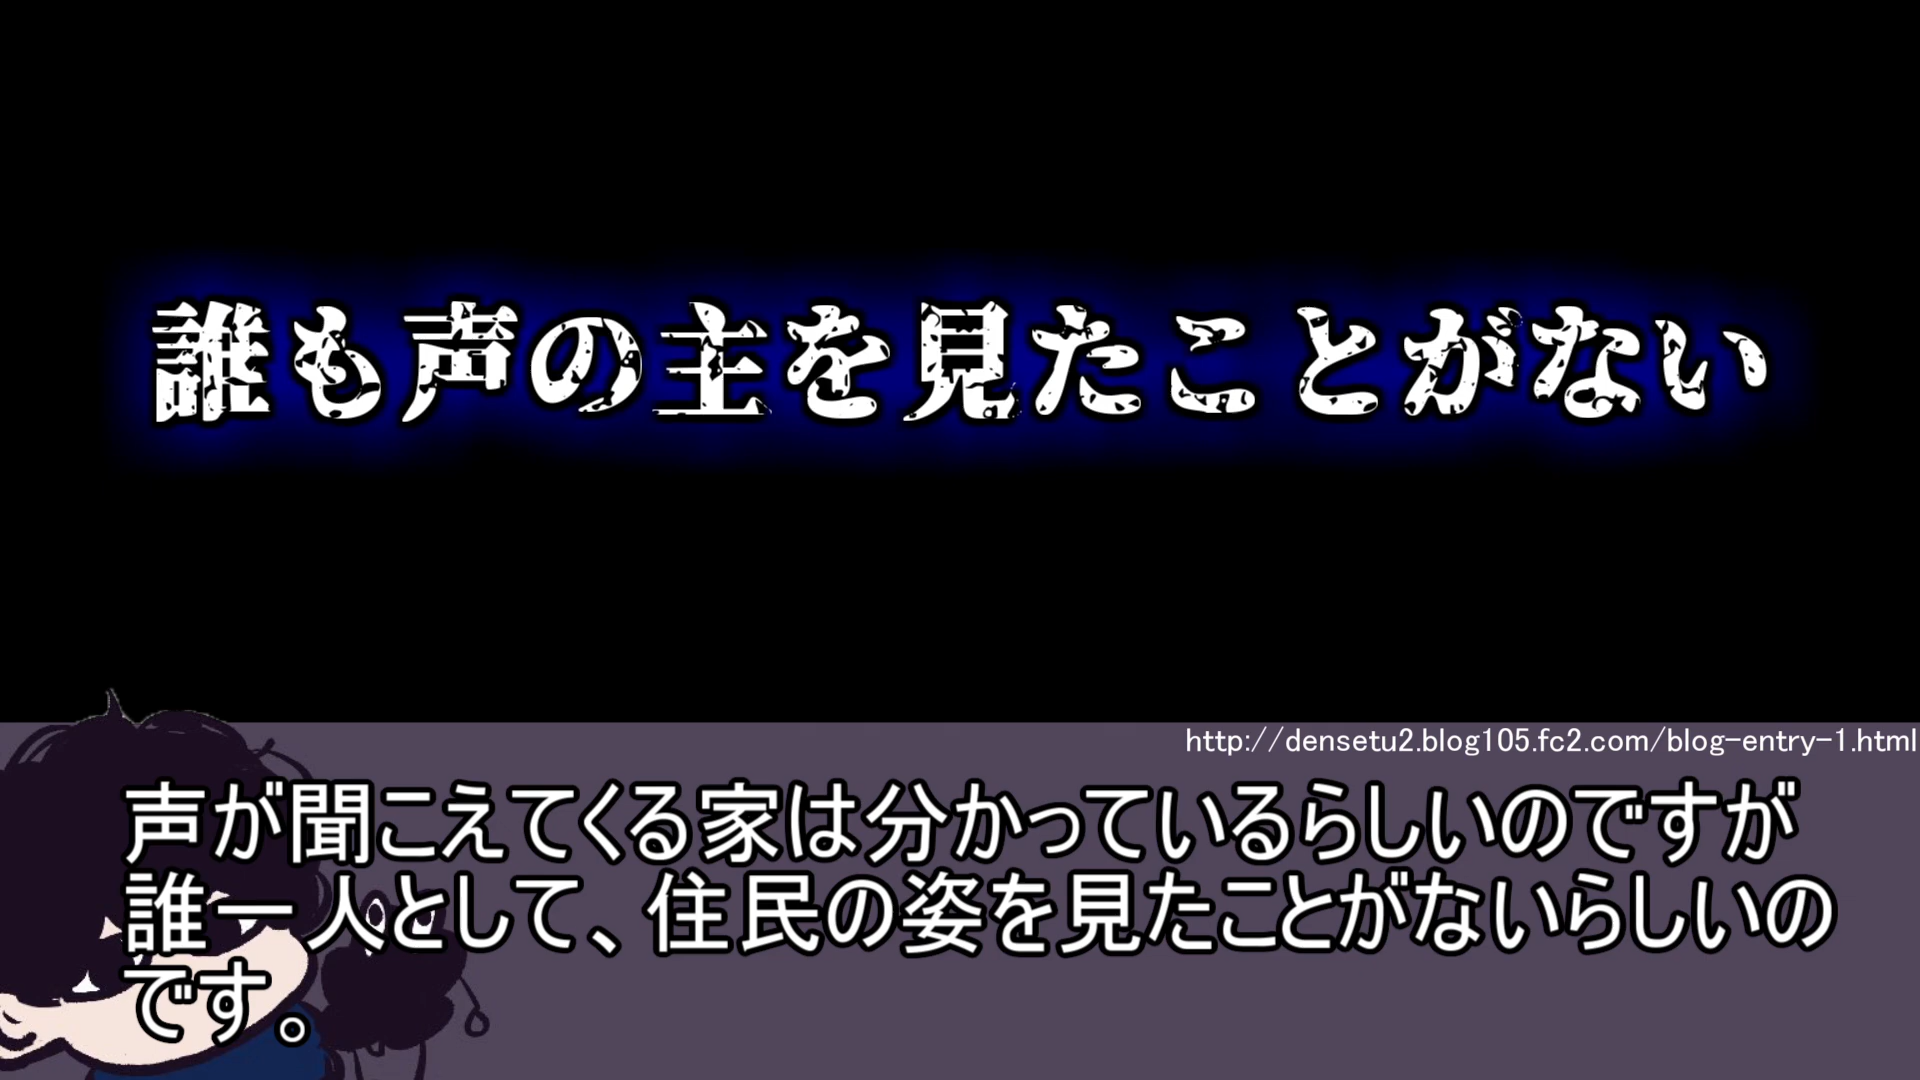 誰も声の主を見たことがない
http://densetu2.blog105.fc2.com/blog-entry-1.html
声が聞こえてくる家は分かっているらしいのですが
誰一人として、住民の姿を見たことがないらしいの
です。